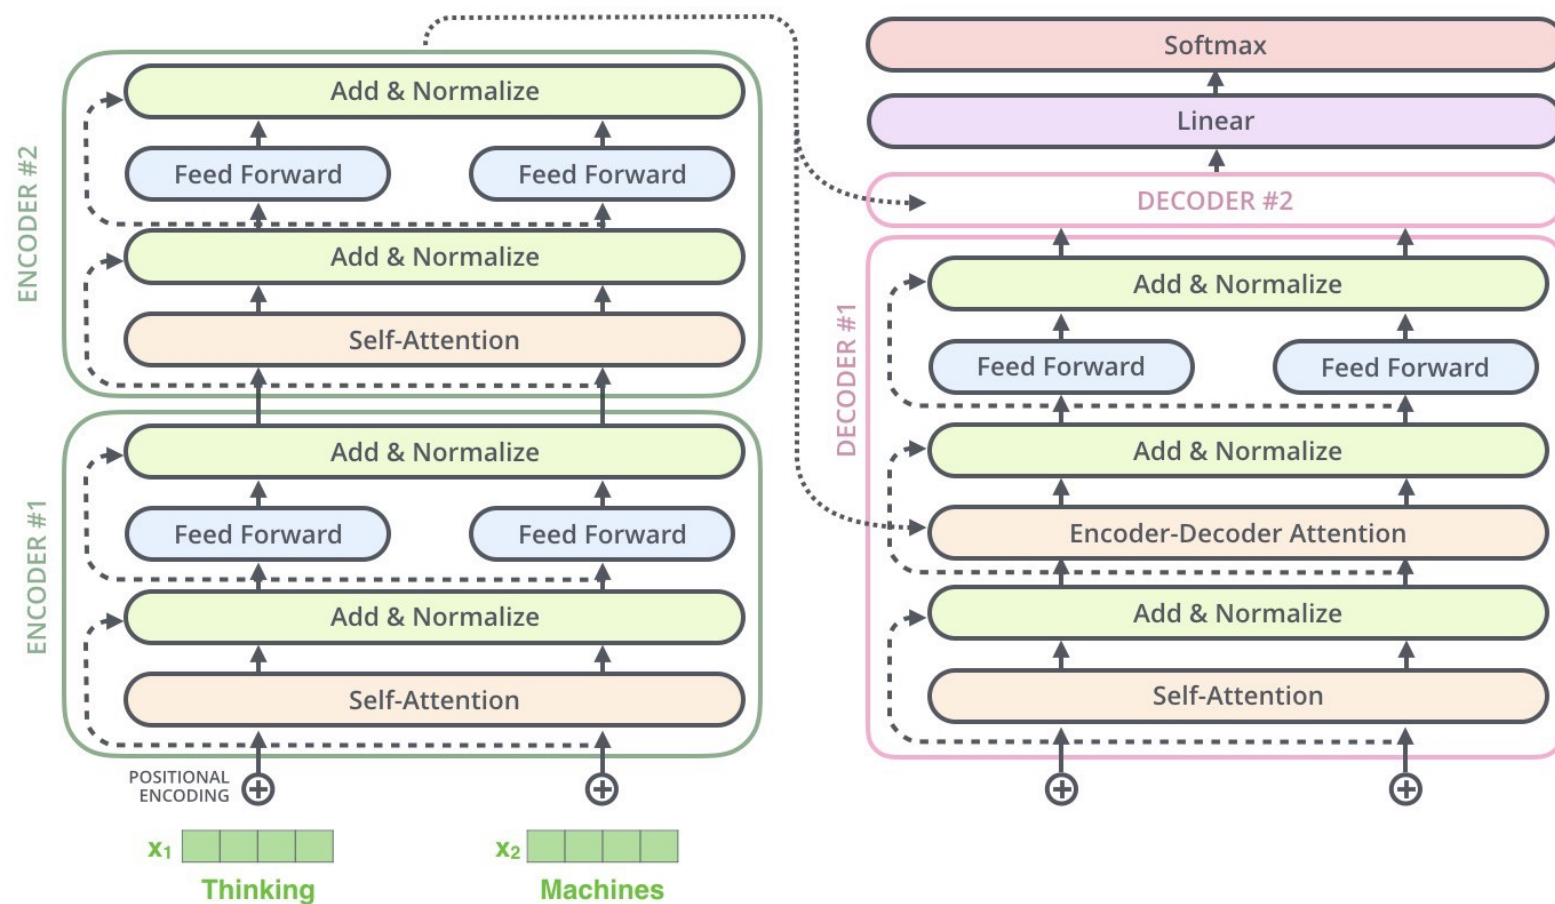 ENCODER #2
Add & Normalize
Feed Forward
Feed Forward
Add & Normalize
Self-Attention
ENCODER #1
Add & Normalize
Feed Forward
Feed Forward
Add & Normalize
Self-Attention
POSITIONAL
ENCODING
x1
x2
Thinking
Machines
Softmax
Linear
DECODER #2
DECODER #1
Add & Normalize
Feed Forward
Feed Forward
Add & Normalize
Encoder-Decoder Attention
Add & Normalize
Self-Attention